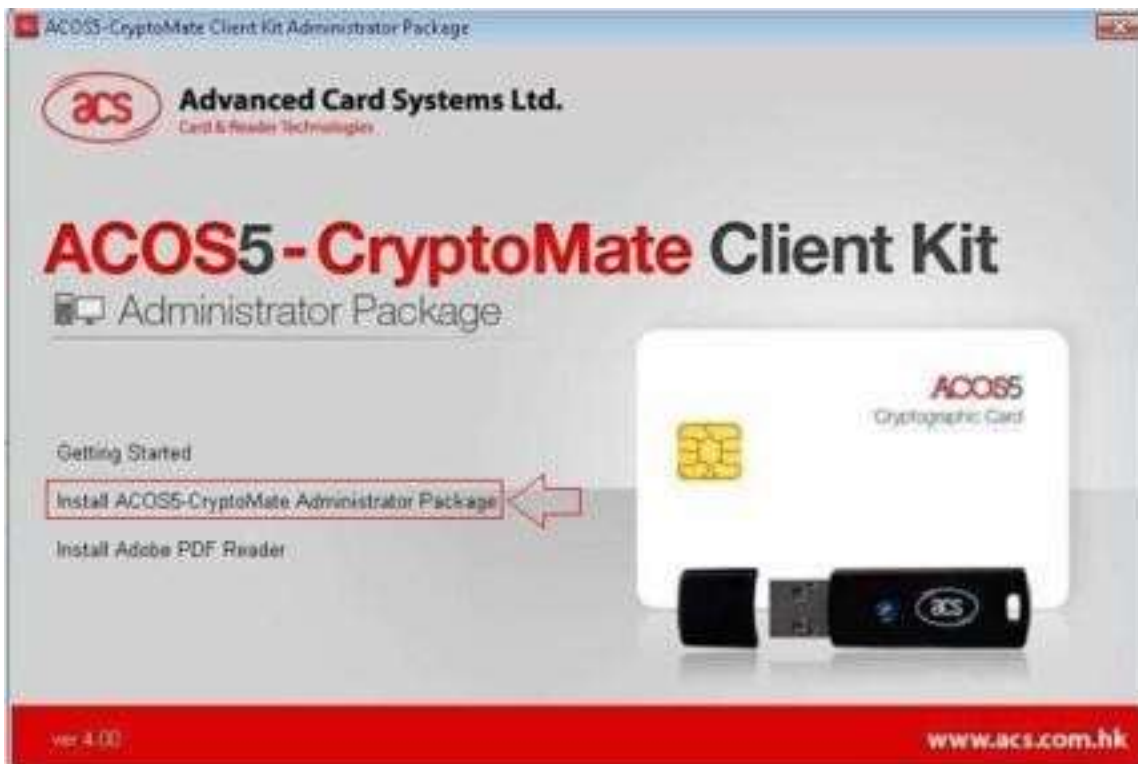 ACOS5-CryptoMate Client Kit Administrator Package
acs
Advanced Card Systems Ltd.
Card & Reader Technologies
ACOS5-CryptoMate Client Kit
Administrator Package
ACOS5
Cryptographic Card
Getting Started
Install ACOS5-CryptoMate Administrator Package
Install Adobe PDF Reader
acs
ver 4.00
www.acs.com.hk